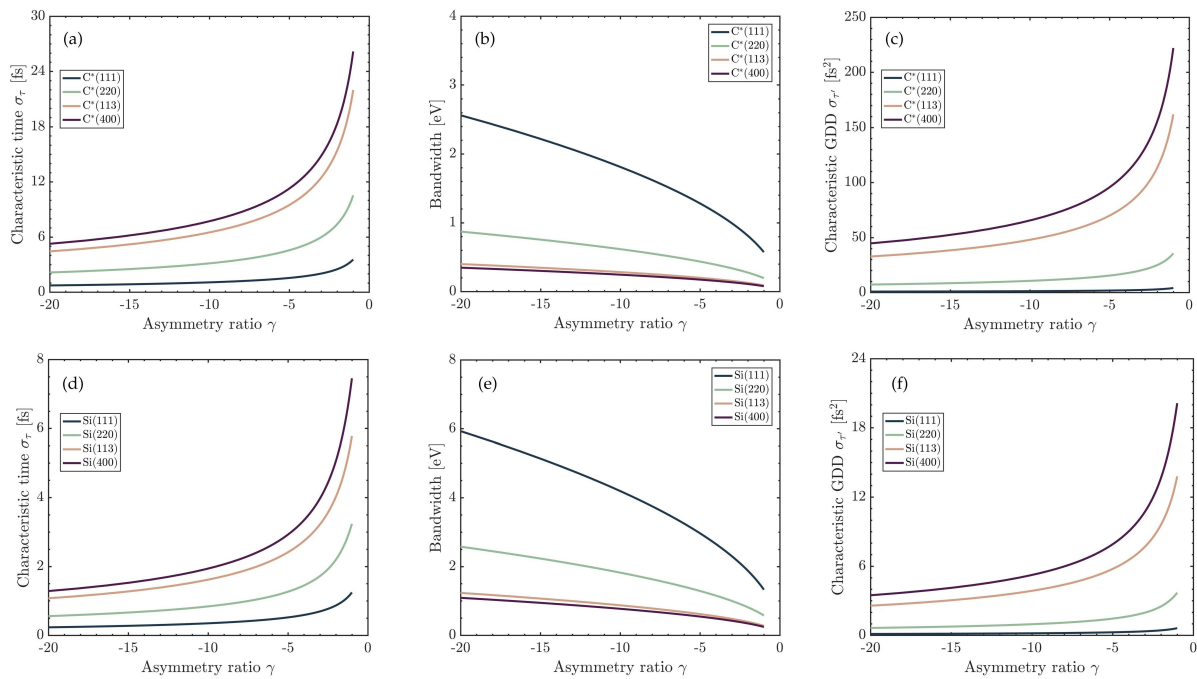 (a)
Characteristic time στ [fs]
30
24
18
12
6
0
C*(111)
C*(220)
C*(113)
C*(400)
-20 -15 -10 -5 0
Asymmetry ratio γ
(b)
Bandwidth [eV]
4
3
2
1
0
C*(111)
C*(220)
C*(113)
C*(400)
-20 -15 -10 -5 0
Asymmetry ratio γ
(c)
Characteristic GDD στ′ [fs²]
250
200
150
100
50
0
C*(111)
C*(220)
C*(113)
C*(400)
-20 -15 -10 -5 0
Asymmetry ratio γ
(d)
Characteristic time στ [fs]
8
6
4
2
0
Si(111)
Si(220)
Si(113)
Si(400)
-20 -15 -10 -5 0
Asymmetry ratio γ
(e)
Bandwidth [eV]
8
6
4
2
0
Si(111)
Si(220)
Si(113)
Si(400)
-20 -15 -10 -5 0
Asymmetry ratio γ
(f)
Characteristic GDD στ′ [fs²]
24
18
12
6
0
Si(111)
Si(220)
Si(113)
Si(400)
-20 -15 -10 -5 0
Asymmetry ratio γ